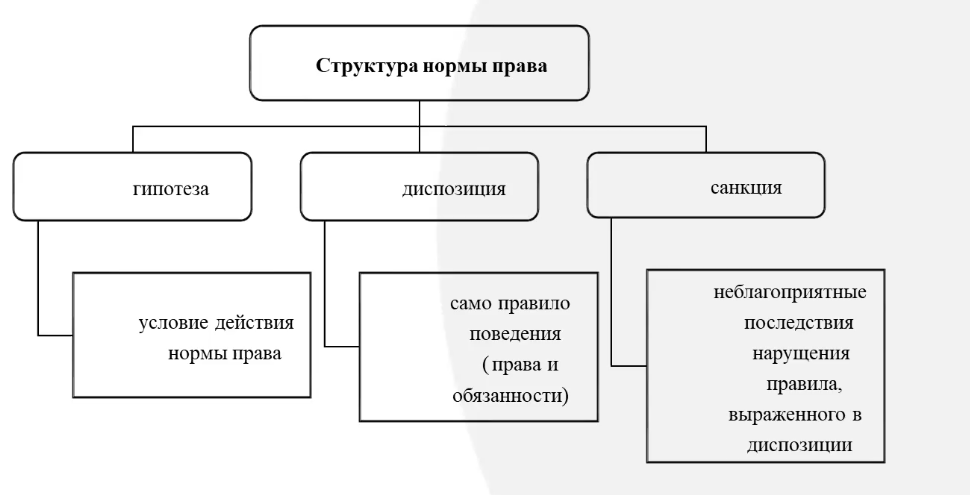 Структура нормы права
гипотеза
диспозиция
санкция
условие действия
нормы права
само правило
поведения
( права и
обязанности)
неблагоприятные
последствия
нарущения
правила,
выраженного в
диспозиции